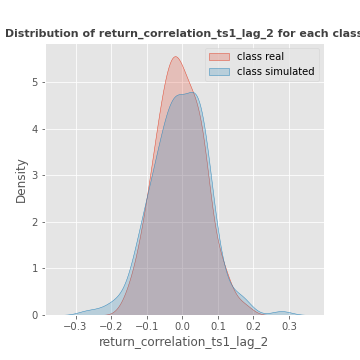 Distribution of return_correlation_ts1_lag_2 for each class
class real
class simulated
5
4
3
2
1
0
Density
−0.3 −0.2 −0.1 0.0 0.1 0.2 0.3
return_correlation_ts1_lag_2